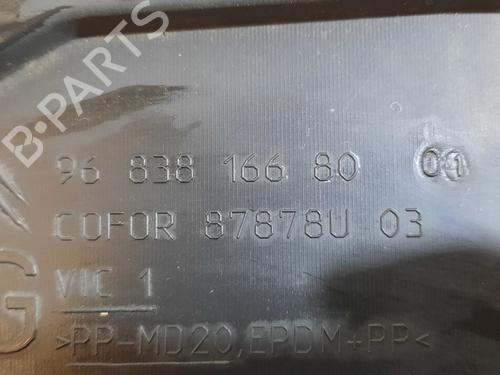 B-PARTS
96 838 166 80 01
COFOR 87878U 03
VIC 1
G
>PP-MD20,EPDM+PP<